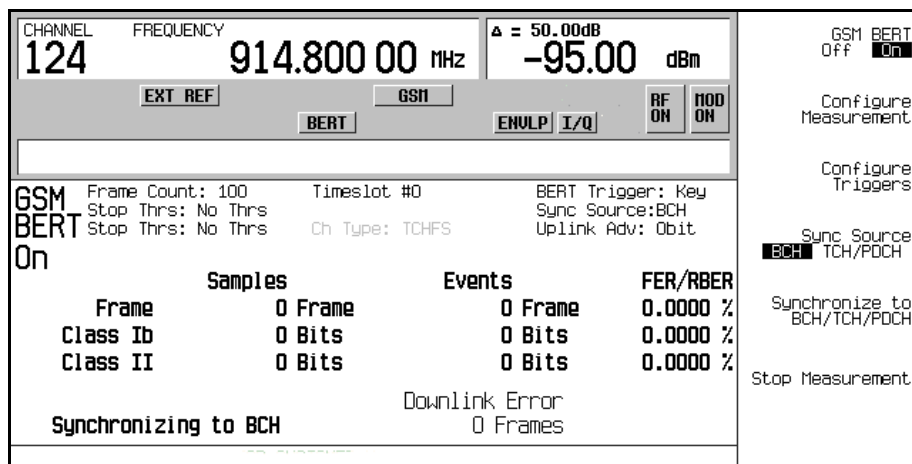 CHANNEL FREQUENCY Δ = 50.00dB
124 914.800 00 MHz -95.00 dBm
EXT REF GSM RF ON MOD ON
BERT ENVLP I/Q
GSM BERT On
Frame Count: 100 Timeslot #0 BERT Trigger: Key
Stop Thrs: No Thrs Sync Source:BCH
Stop Thrs: No Thrs Ch Type: TCHFS Uplink Adv: 0bit
Samples Events FER/RBER
Frame 0 Frame 0 Frame 0.0000 %
Class Ib 0 Bits 0 Bits 0.0000 %
Class II 0 Bits 0 Bits 0.0000 %
Downlink Error
Synchronizing to BCH 0 Frames
GSM BERT
Off On
Configure
Measurement
Configure
Triggers
Sync Source
BCH TCH/PDCH
Synchronize to
BCH/TCH/PDCH
Stop Measurement